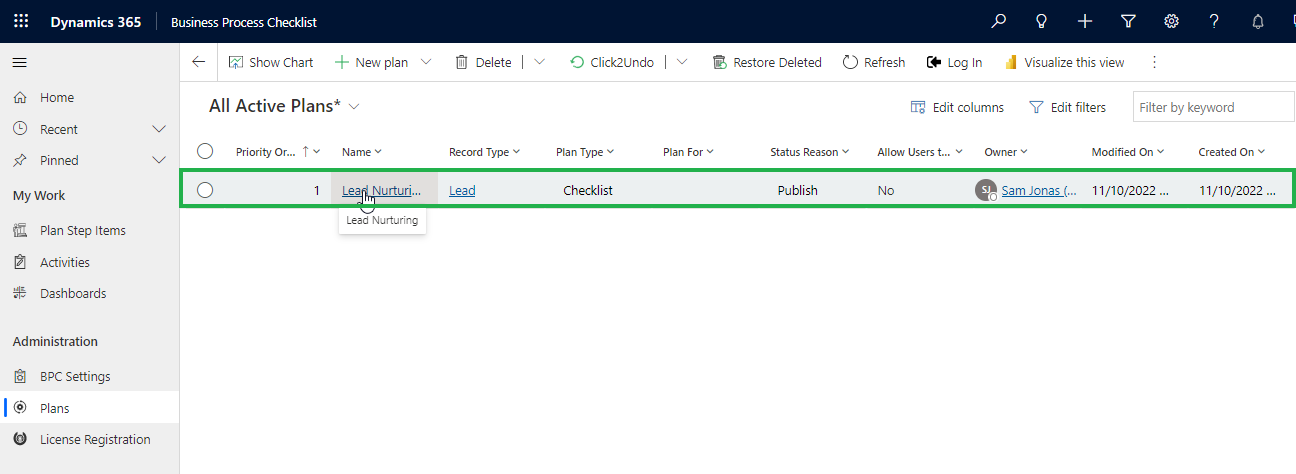 Dynamics 365 Business Process Checklist
Show Chart New plan Delete Click2Undo Restore Deleted Refresh Log In Visualize this view
Home
Recent
Pinned
My Work
Plan Step Items
Activities
Dashboards
Administration
BPC Settings
Plans
License Registration
All Active Plans*
Edit columns Edit filters Filter by keyword
Priority Or... Name Record Type Plan Type Plan For Status Reason Allow Users t... Owner Modified On Created On
1 Lead Nurturi... Lead Checklist Publish No SJ Sam Jonas (... 11/10/2022 ... 11/10/2022 ...
Lead Nurturing